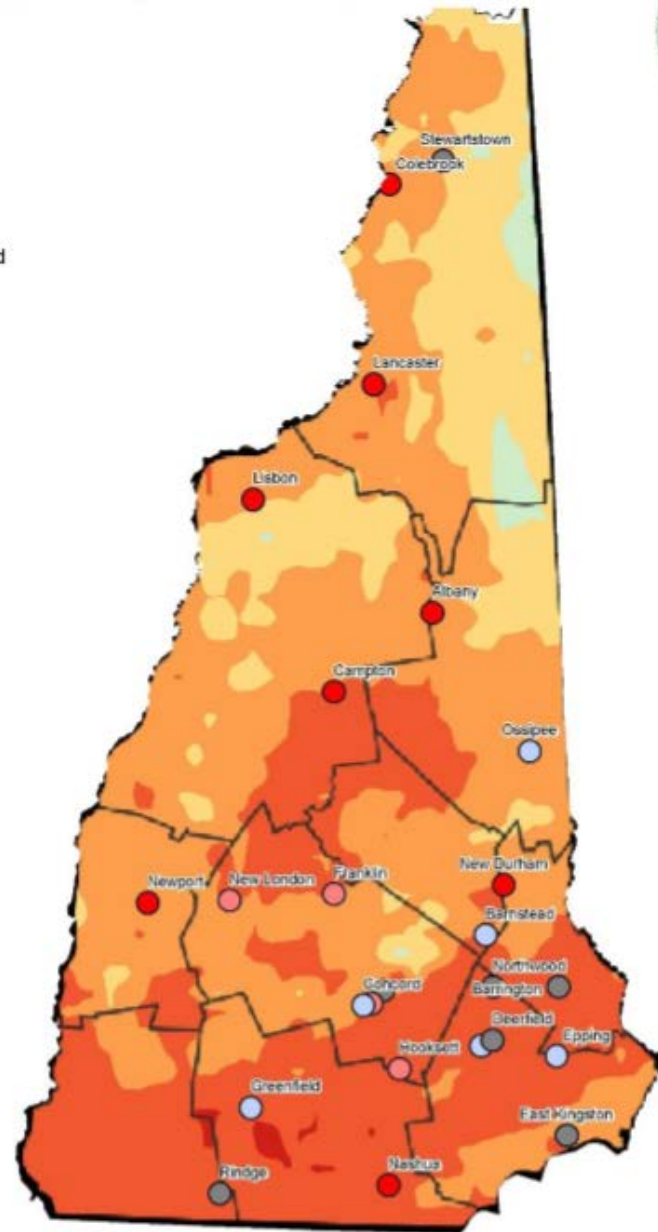 Stewartstown
Colebrook
d
Lancaster
Lisbon
Albany
Campton
Ossipee
Newport
New London
Franklin
New Durham
Barnstead
Northwood
Barrington
Concord
Deerfield
Hooksett
Epping
Greenfield
East Kingston
Rindge
Nashua